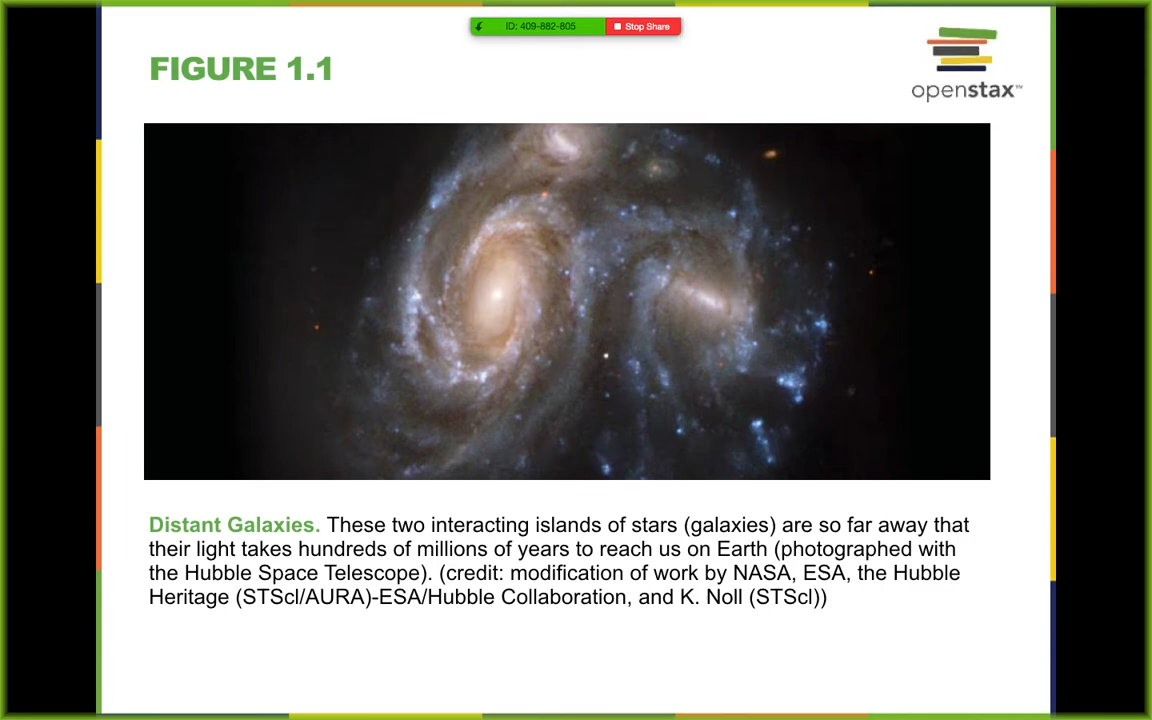 ID: 409-882-805 Stop Share
FIGURE 1.1
openstax™
Distant Galaxies. These two interacting islands of stars (galaxies) are so far away that
their light takes hundreds of millions of years to reach us on Earth (photographed with
the Hubble Space Telescope). (credit: modification of work by NASA, ESA, the Hubble
Heritage (STScl/AURA)-ESA/Hubble Collaboration, and K. Noll (STScl))